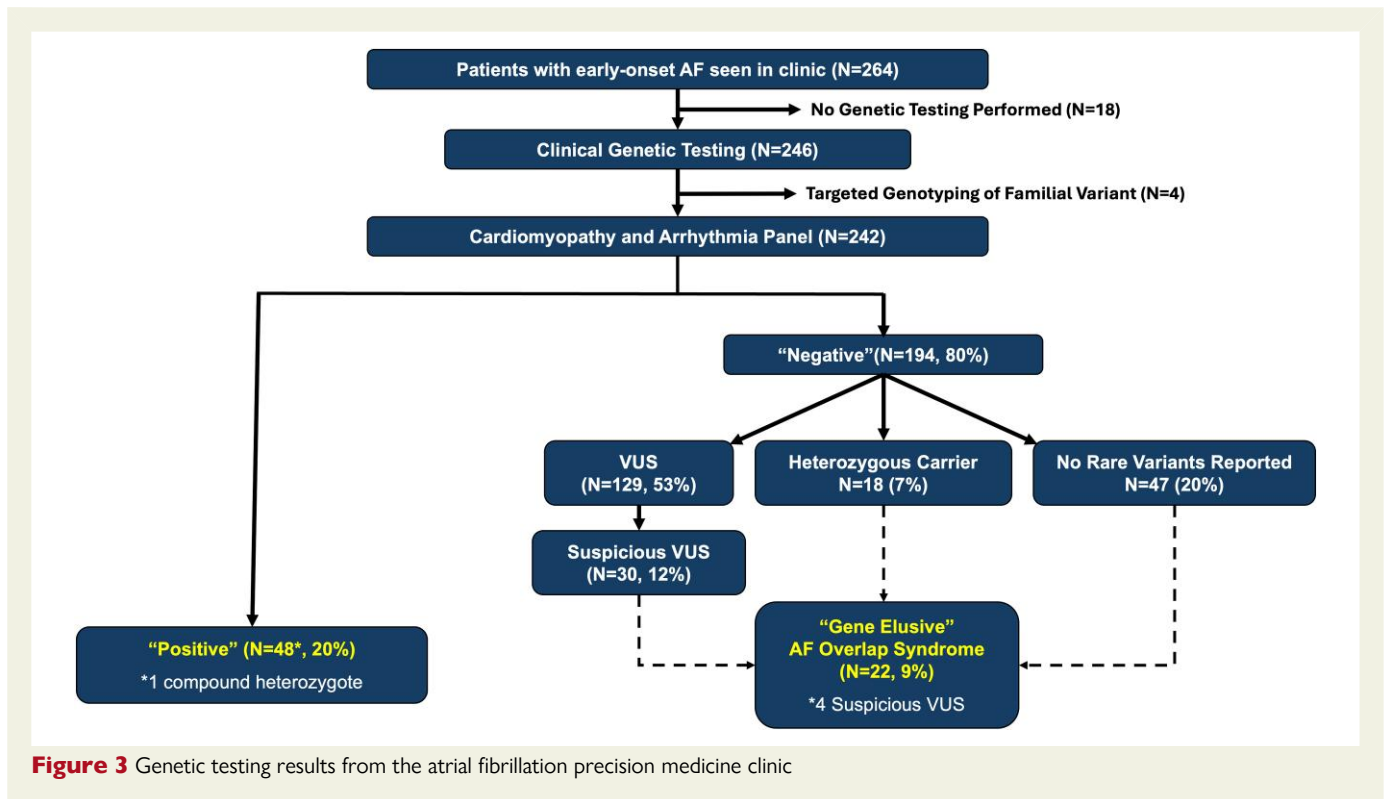 Patients with early-onset AF seen in clinic (N=264)
No Genetic Testing Performed (N=18)
Clinical Genetic Testing (N=246)
Targeted Genotyping of Familial Variant (N=4)
Cardiomyopathy and Arrhythmia Panel (N=242)
“Negative”(N=194, 80%)
VUS
(N=129, 53%)
Heterozygous Carrier
N=18 (7%)
No Rare Variants Reported
N=47 (20%)
Suspicious VUS
(N=30, 12%)
“Positive” (N=48*, 20%)
*1 compound heterozygote
“Gene Elusive”
AF Overlap Syndrome
(N=22, 9%)
*4 Suspicious VUS
Figure 3 Genetic testing results from the atrial fibrillation precision medicine clinic